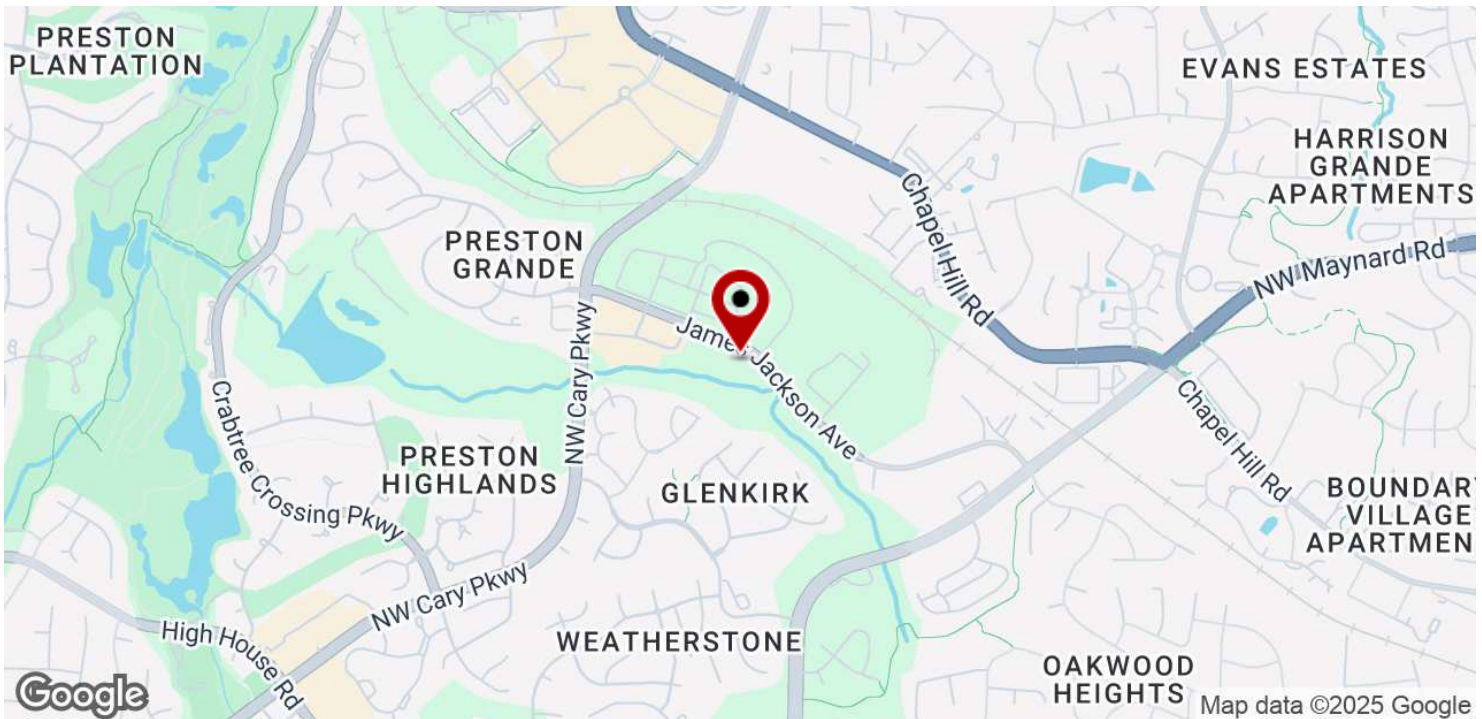 PRESTON
PLANTATION
EVANS ESTATES
HARRISON
GRANDE
APARTMENTS
Chapel Hill Rd
PRESTON
GRANDE
NW Maynard Rd
James Jackson Ave
NW Cary Pkwy
Crabtree Crossing Pkwy
Chapel Hill Rd
PRESTON
HIGHLANDS
GLENKIRK
BOUNDARY
VILLAGE
APARTMEN
NW Cary Pkwy
High House Rd
WEATHERSTONE
OAKWOOD
HEIGHTS
Google
Map data ©2025 Google